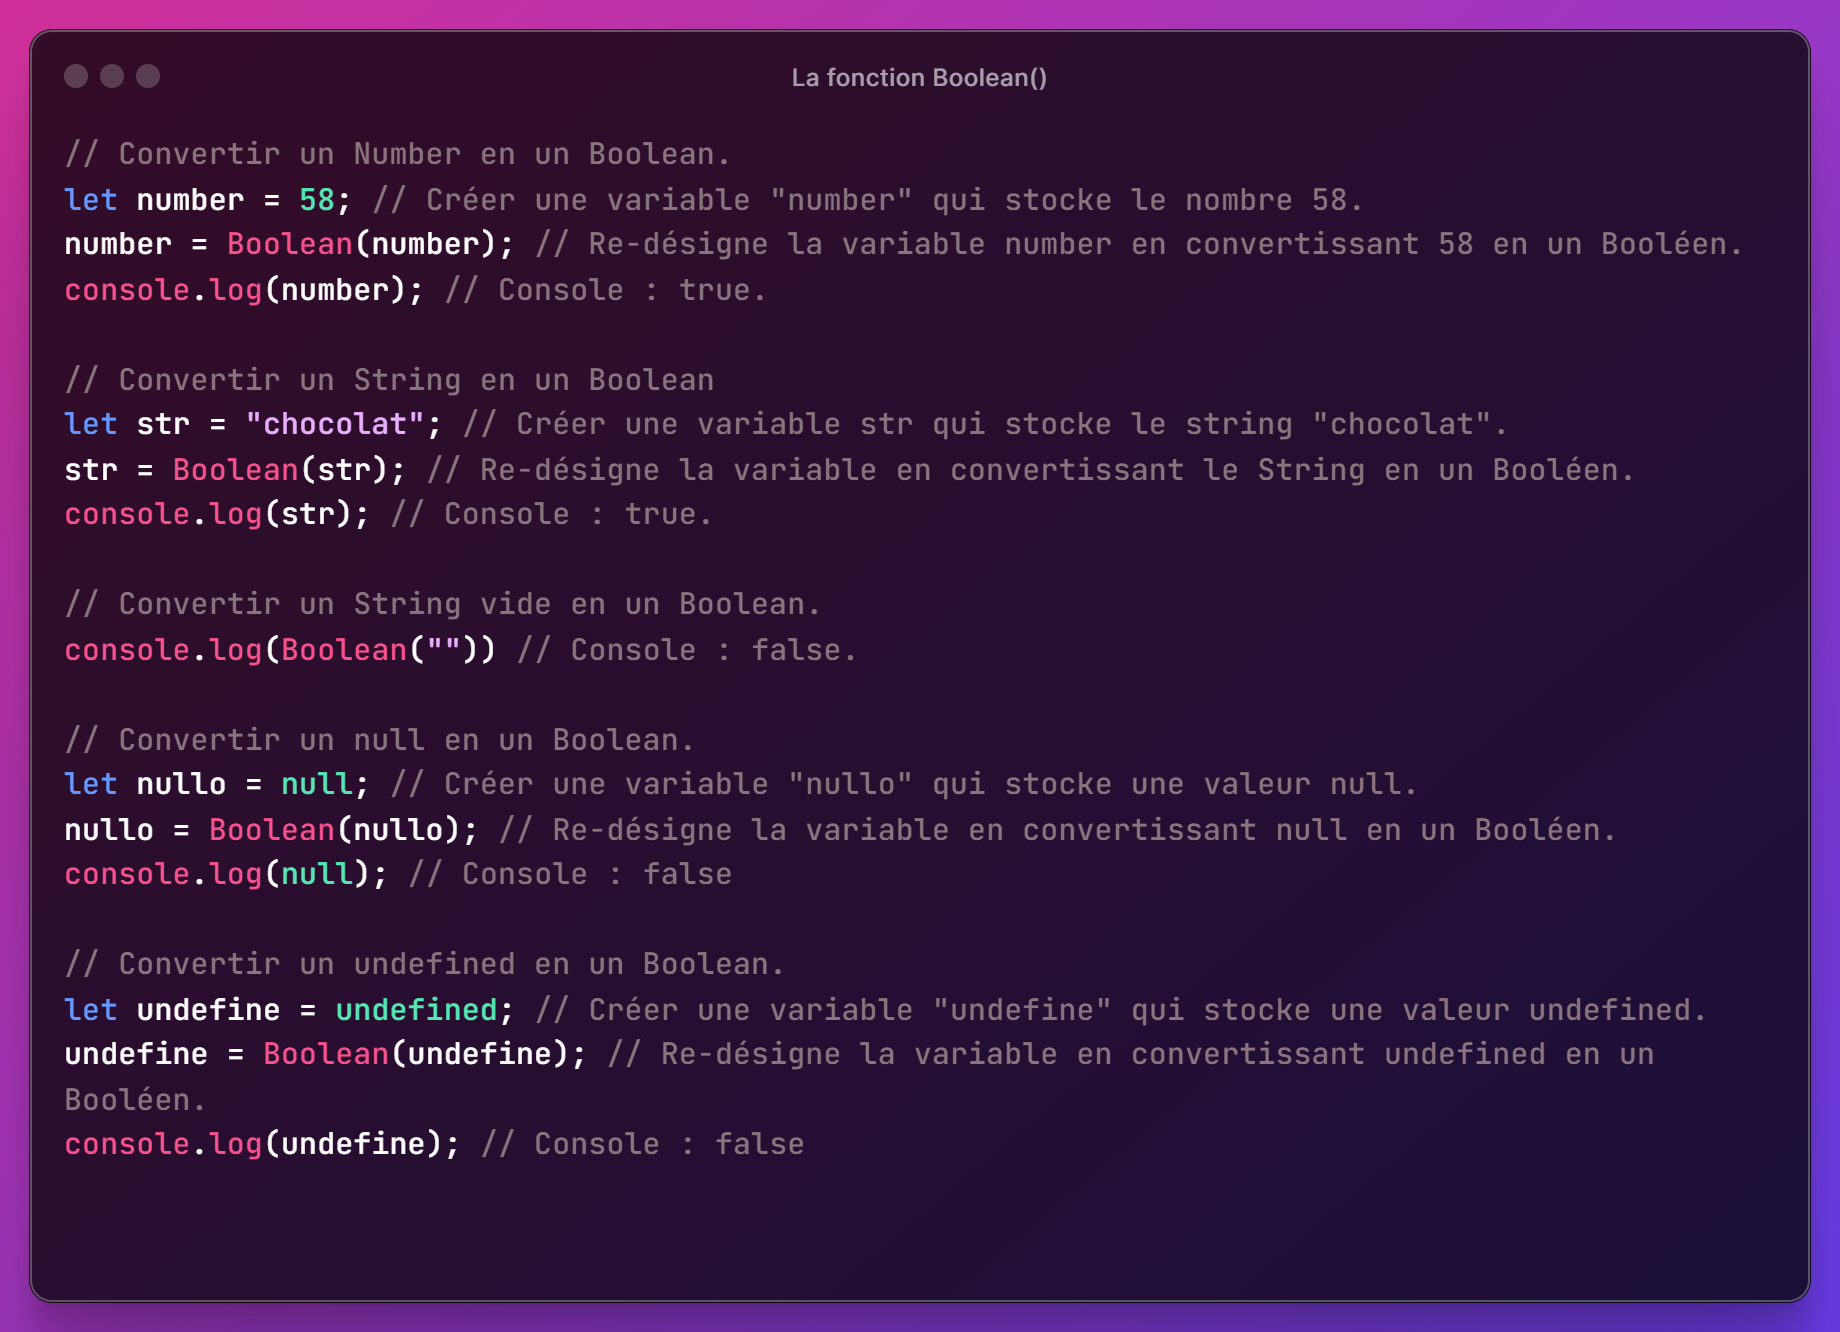 La fonction Boolean()
// Convertir un Number en un Boolean.
let number = 58; // Créer une variable "number" qui stocke le nombre 58.
number = Boolean(number); // Re-désigne la variable number en convertissant 58 en un Booléen.
console.log(number); // Console : true.
// Convertir un String en un Boolean
let str = "chocolat"; // Créer une variable str qui stocke le string "chocolat".
str = Boolean(str); // Re-désigne la variable en convertissant le String en un Booléen.
console.log(str); // Console : true.
// Convertir un String vide en un Boolean.
console.log(Boolean("")) // Console : false.
// Convertir un null en un Boolean.
let nullo = null; // Créer une variable "nullo" qui stocke une valeur null.
nullo = Boolean(nullo); // Re-désigne la variable en convertissant null en un Booléen.
console.log(null); // Console : false
// Convertir un undefined en un Boolean.
let undefine = undefined; // Créer une variable "undefine" qui stocke une valeur undefined.
undefine = Boolean(undefine); // Re-désigne la variable en convertissant undefined en un
Booléen.
console.log(undefine); // Console : false